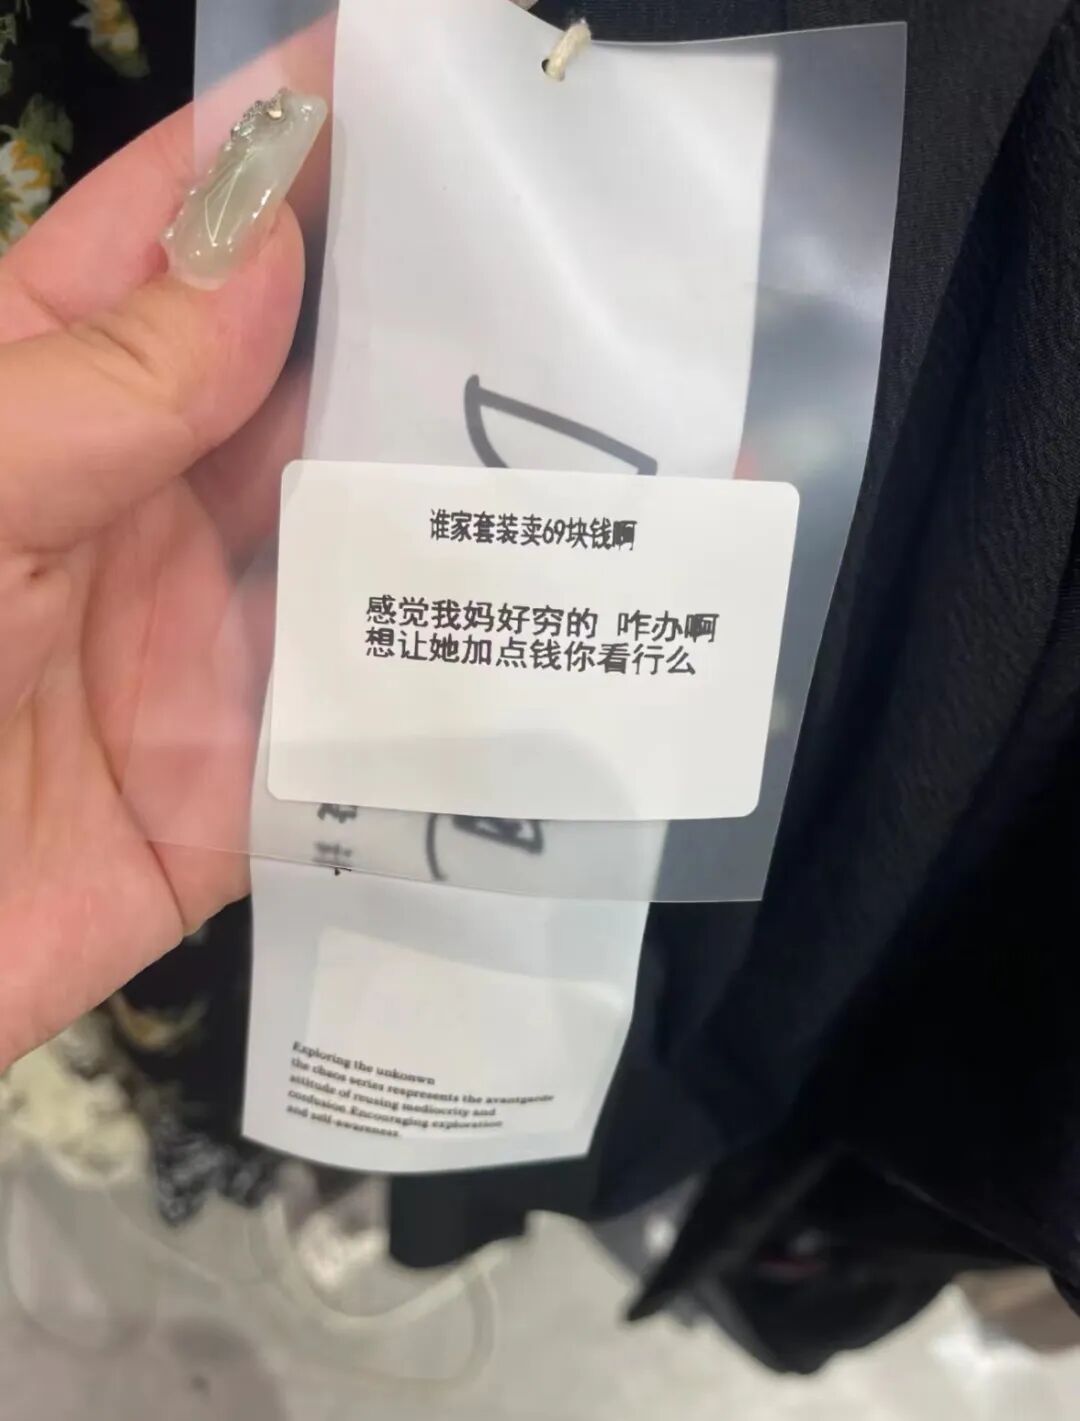 谁家套装卖69块钱啊
感觉我妈好穷的 咋办啊
想让她加点钱你看行么
Exploring the unkonwn
the chaos series respresents the avantgarde
attitude of reusing mediocrity and
confusion.Encouraging exploration
and self-awareness.